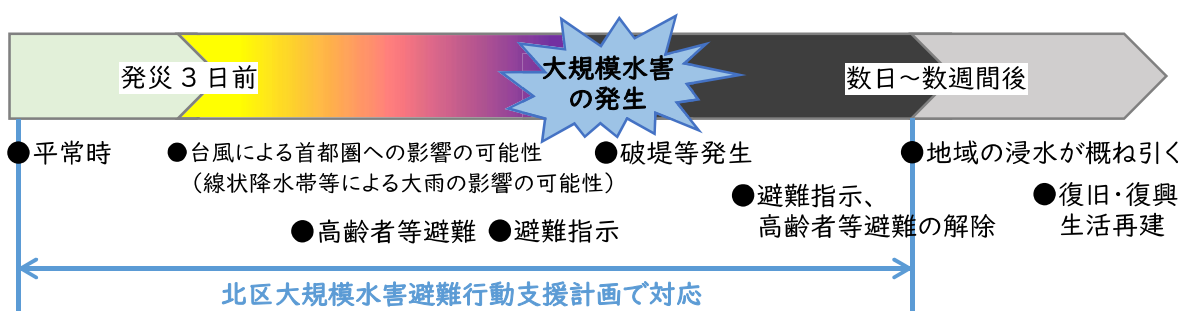 発災3日前
大規模水害
の発生
数日~数週間後
●平常時
●台風による首都圏への影響の可能性
(線状降水帯等による大雨の影響の可能性)
●破堤等発生
●地域の浸水が概ね引く
●高齢者等避難
●避難指示
●避難指示、
高齢者等避難の解除
●復旧・復興
生活再建
北区大規模水害避難行動支援計画で対応